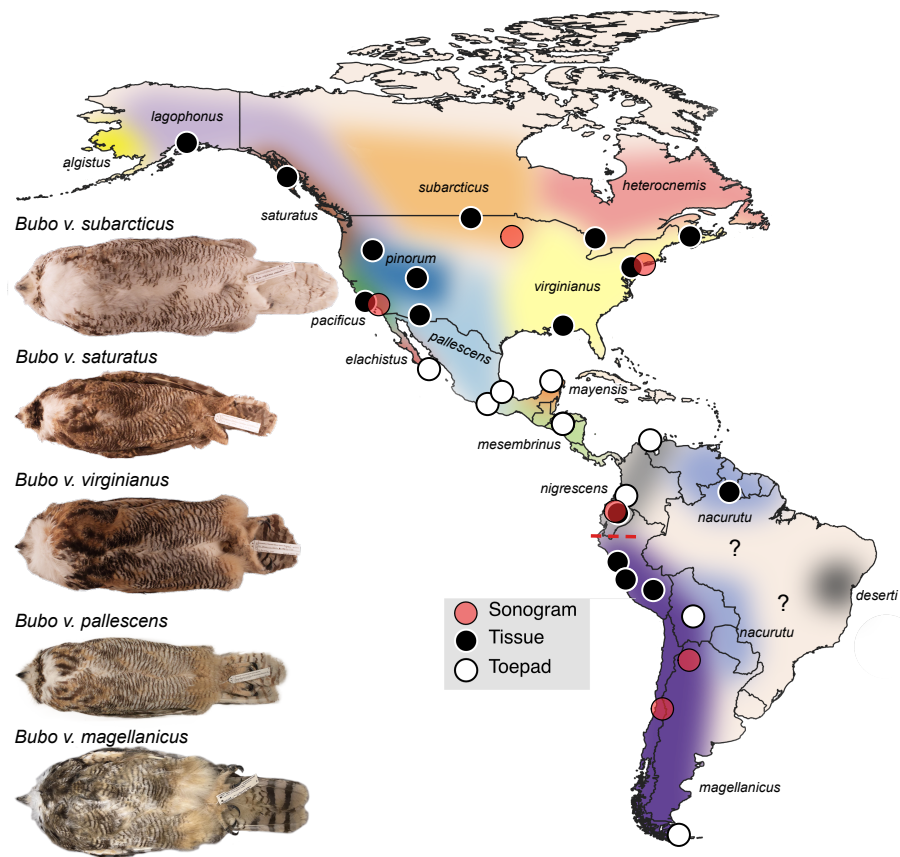 lagophonus
algistus
subarcticus
heterocnemis
saturatus
Bubo v. subarcticus
pinorum
virginianus
pacificus
pallescens
elachistus
Bubo v. saturatus
mayensis
mesembrinus
Bubo v. virginianus
nigrescens
nacurutu
?
deserti
?
Sonogram
Tissue
Toepad
Bubo v. pallescens
nacurutu
Bubo v. magellanicus
magellanicus